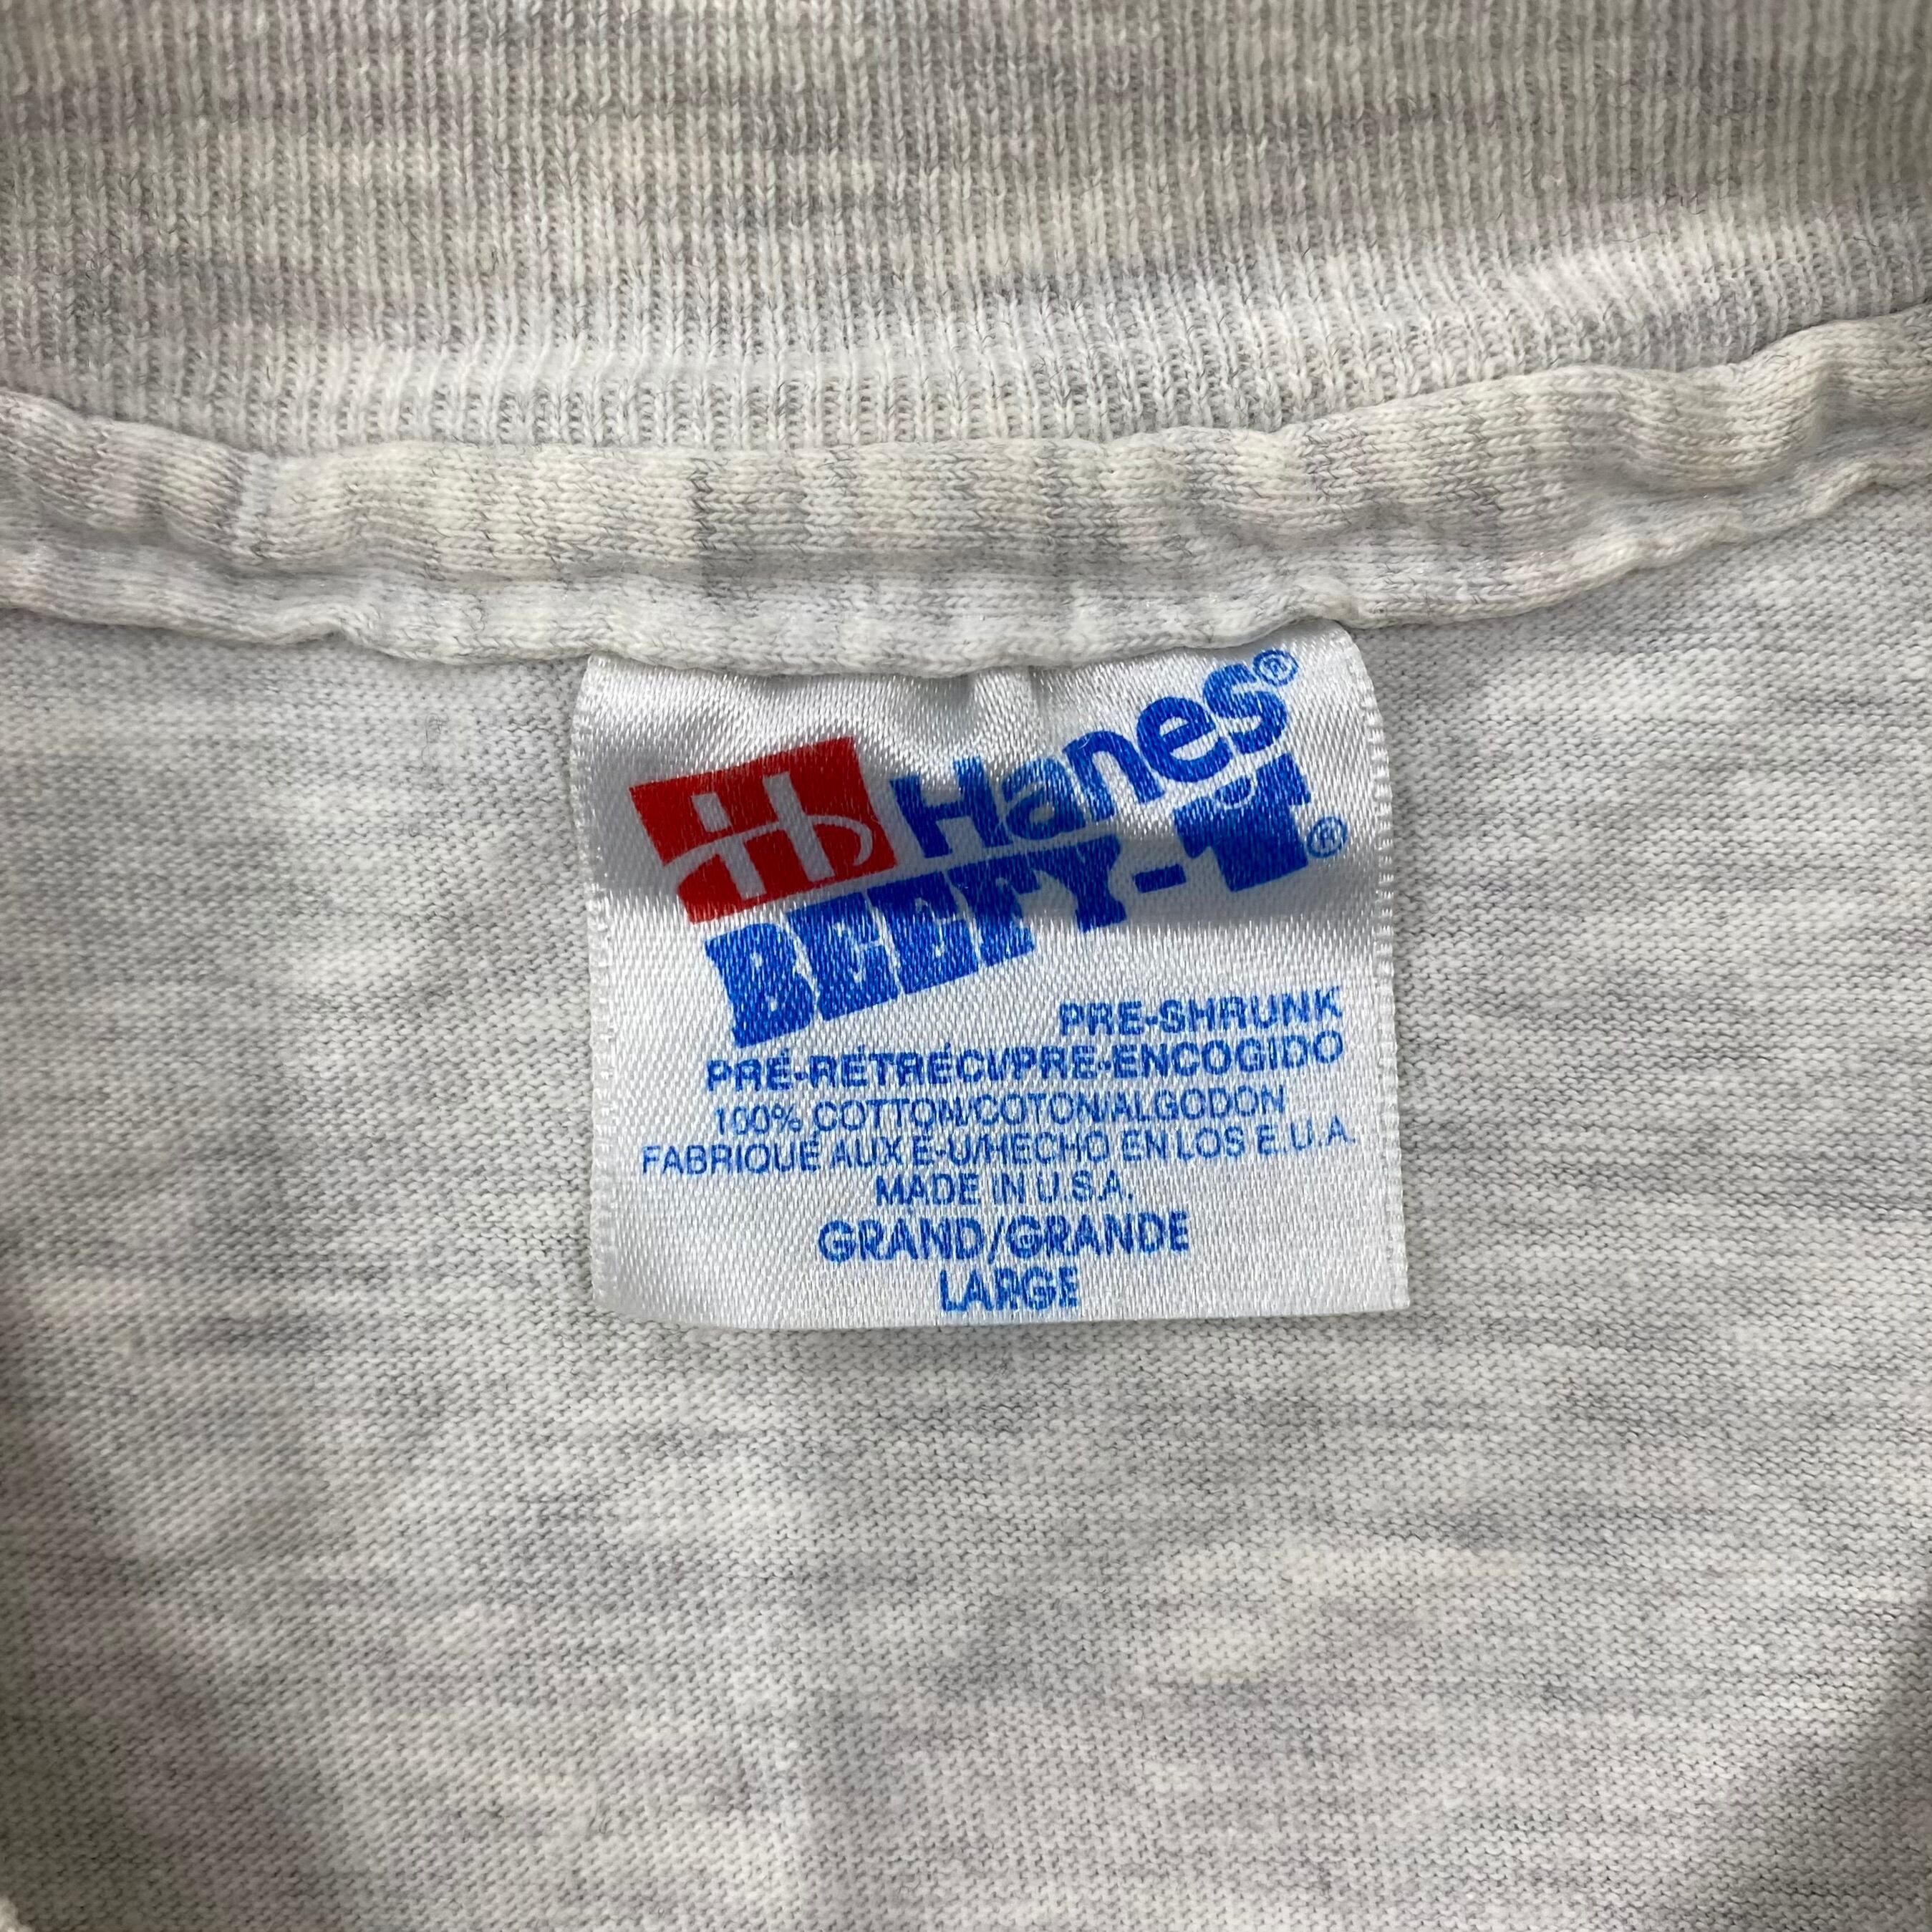 Hanes®
BEEFY-T®
PRE-SHRUNK
PRÉ-RÉTRÉCI/PRE-ENCOGIDO
100% COTTON/COTON/ALGODON
FABRIQUÉ AUX É-U/HECHO EN LOS E.U.A.
MADE IN U.S.A.
GRAND/GRANDE
LARGE